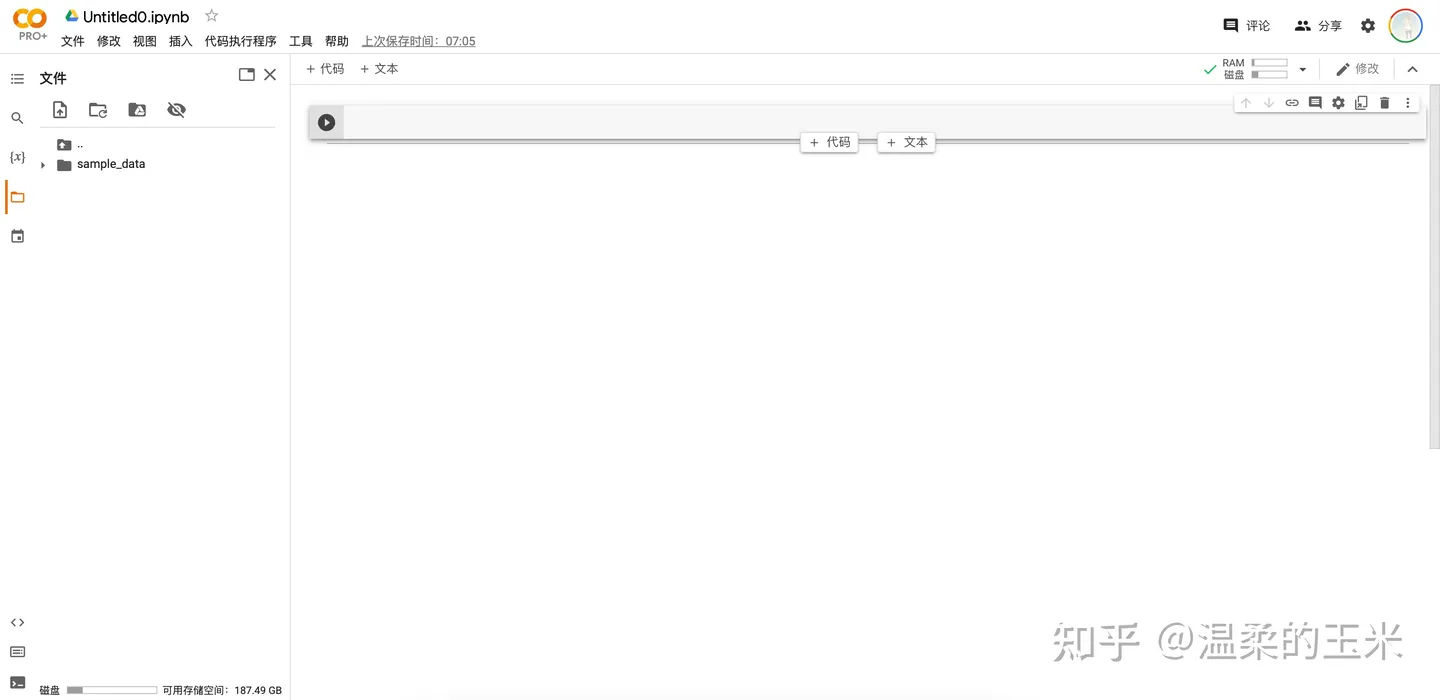 Untitled0.ipynb
PRO+
文件 修改 视图 插入 代码执行程序 工具 帮助 上次保存时间：07:05
评论 分享
文件
+ 代码 + 文本
RAM
磁盘
修改
{x}
..
sample_data
+ 代码 + 文本
知乎 @温柔的玉米
磁盘 可用存储空间：187.49 GB